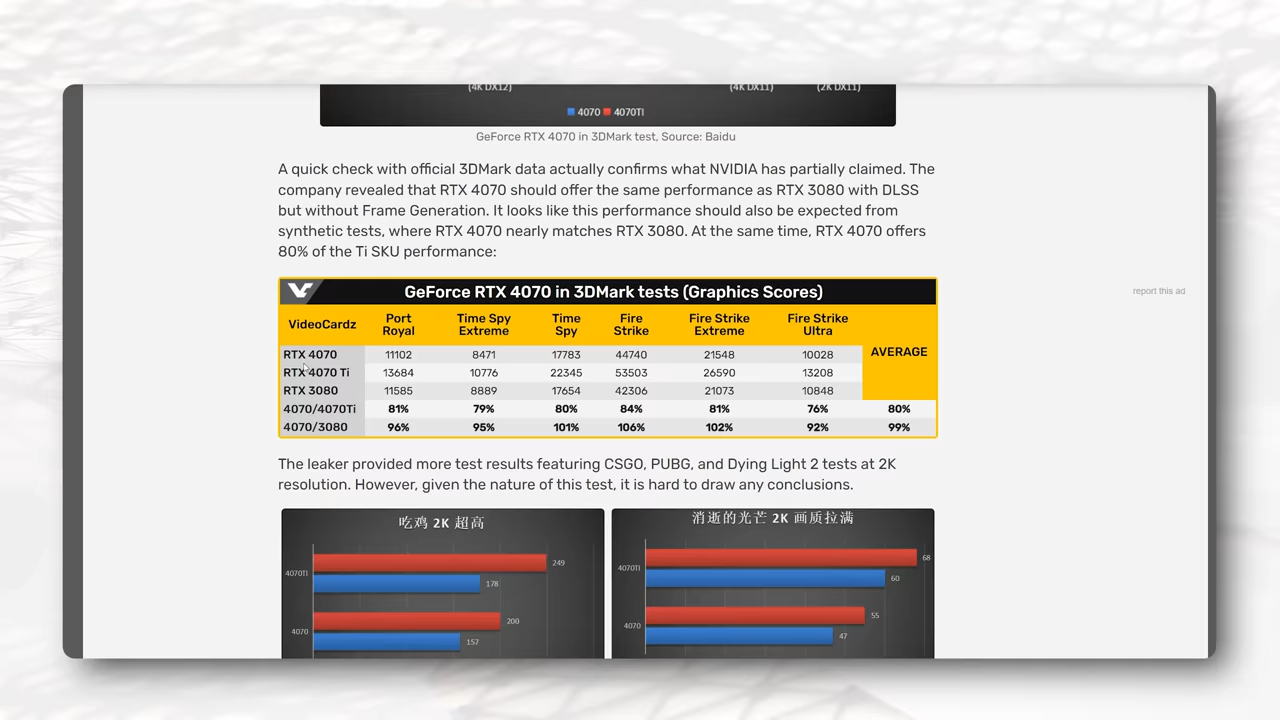 (4K DX12) (4K DX11) (2K DX11)
4070 4070TI
GeForce RTX 4070 in 3DMark test, Source: Baidu
A quick check with official 3DMark data actually confirms what NVIDIA has partially claimed. The
company revealed that RTX 4070 should offer the same performance as RTX 3080 with DLSS
but without Frame Generation. It looks like this performance should also be expected from
synthetic tests, where RTX 4070 nearly matches RTX 3080. At the same time, RTX 4070 offers
80% of the Ti SKU performance:
report this ad
GeForce RTX 4070 in 3DMark tests (Graphics Scores)
VideoCardz Port Royal Time Spy Extreme Time Spy Fire Strike Fire Strike Extreme Fire Strike Ultra AVERAGE
RTX 4070 11102 8471 17783 44740 21548 10028
RTX 4070 Ti 13684 10776 22345 53503 26590 13208
RTX 3080 11585 8889 17654 42306 21073 10848
4070/4070Ti 81% 79% 80% 84% 81% 76% 80%
4070/3080 96% 95% 101% 106% 102% 92% 99%
The leaker provided more test results featuring CSGO, PUBG, and Dying Light 2 tests at 2K
resolution. However, given the nature of this test, it is hard to draw any conclusions.
吃鸡 2K 超高
4070TI 249
178
4070 200
157
消逝的光芒 2K 画质拉满
4070TI 68
60
4070 55
47